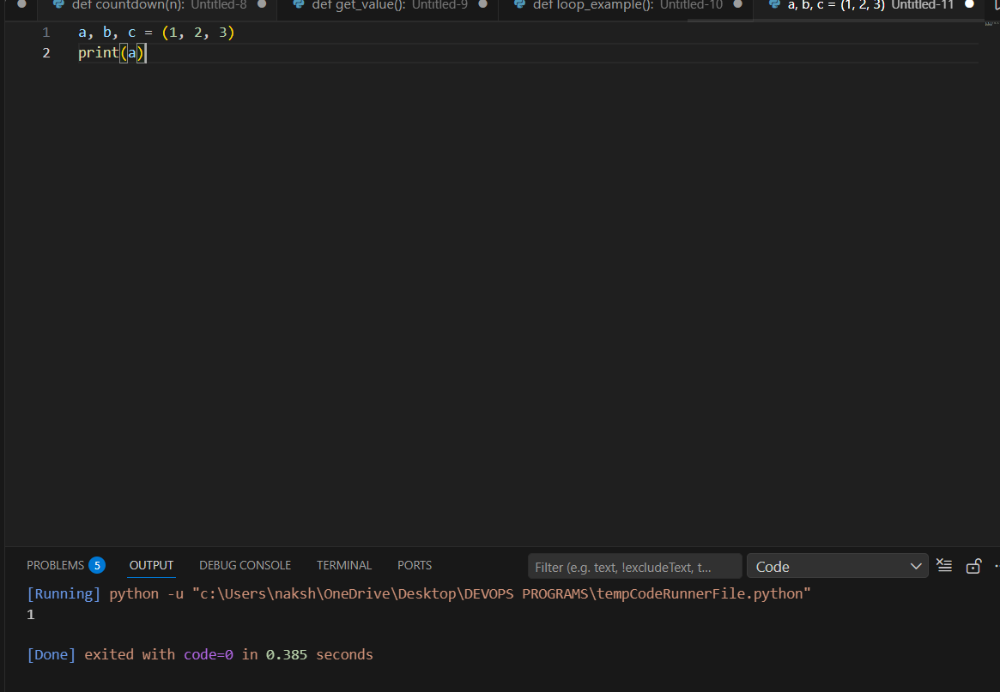 def countdown(n): Untitled-8 def get_value(): Untitled-9 def loop_example(): Untitled-10 a, b, c = (1, 2, 3) Untitled-11
1 a, b, c = (1, 2, 3)
2 print(a)
PROBLEMS 5 OUTPUT DEBUG CONSOLE TERMINAL PORTS Filter (e.g. text, !excludeText, t... Code
[Running] python -u "c:\Users\naksh\OneDrive\Desktop\DEVOPS PROGRAMS\tempCodeRunnerFile.python"
1
[Done] exited with code=0 in 0.385 seconds